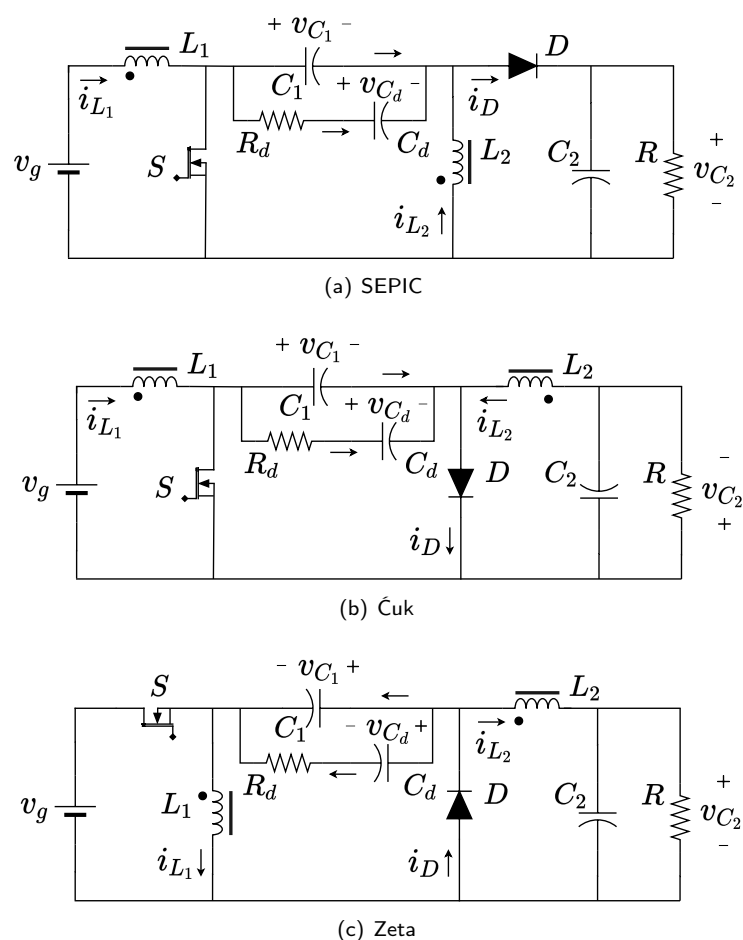 + v_{C_1} −
L_1
D
i_{L_1}
C_1
+ v_{C_d} −
i_D
R_d
C_d
v_g
S
L_2
C_2
R
+
v_{C_2}
−
i_{L_2}
(a) SEPIC
+ v_{C_1} −
L_1
L_2
i_{L_1}
C_1
+ v_{C_d} −
i_{L_2}
R_d
C_d
v_g
S
D
C_2
R
−
v_{C_2}
+
i_D
(b) Ćuk
− v_{C_1} +
S
L_2
C_1
− v_{C_d} +
i_{L_2}
R_d
C_d
v_g
L_1
D
C_2
R
+
v_{C_2}
−
i_{L_1}
i_D
(c) Zeta